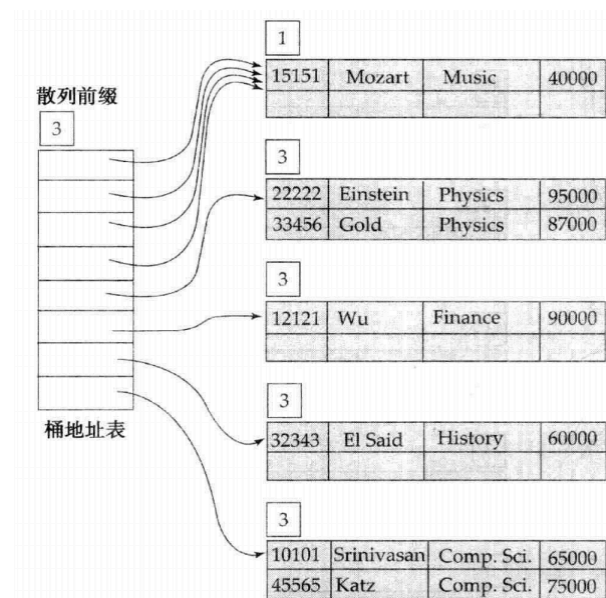 1
15151 Mozart Music 40000
散列前缀
3
3
22222 Einstein Physics 95000
33456 Gold Physics 87000
3
12121 Wu Finance 90000
桶地址表
3
32343 El Said History 60000
3
10101 Srinivasan Comp. Sci. 65000
45565 Katz Comp. Sci. 75000